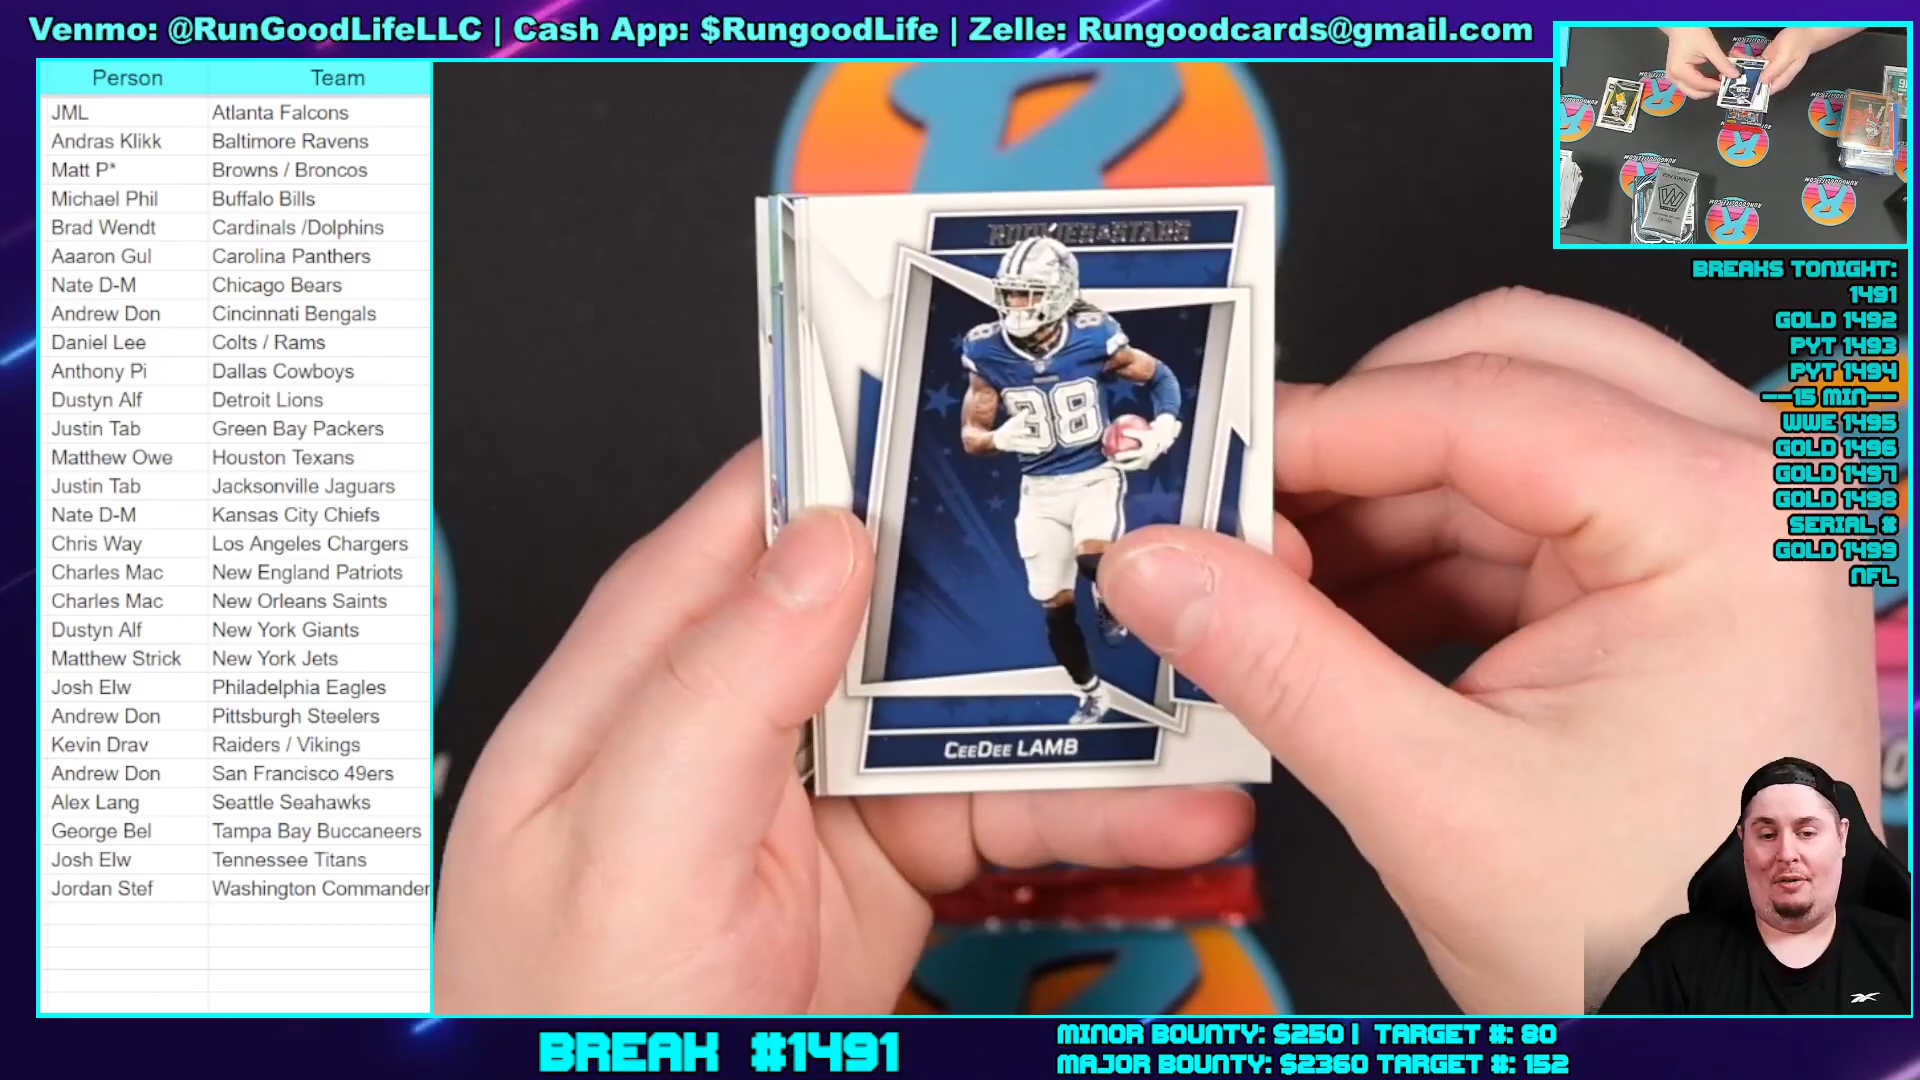 Venmo: @RunGoodLifeLLC | Cash App: $RungoodLife | Zelle: Rungoodcards@gmail.com
Person Team
JML Atlanta Falcons
Andras Klikk Baltimore Ravens
Matt P* Browns / Broncos
Michael Phil Buffalo Bills
Brad Wendt Cardinals /Dolphins
Aaaron Gul Carolina Panthers
Nate D-M Chicago Bears
Andrew Don Cincinnati Bengals
Daniel Lee Colts / Rams
Anthony Pi Dallas Cowboys
Dustyn Alf Detroit Lions
Justin Tab Green Bay Packers
Matthew Owe Houston Texans
Justin Tab Jacksonville Jaguars
Nate D-M Kansas City Chiefs
Chris Way Los Angeles Chargers
Charles Mac New England Patriots
Charles Mac New Orleans Saints
Dustyn Alf New York Giants
Matthew Strick New York Jets
Josh Elw Philadelphia Eagles
Andrew Don Pittsburgh Steelers
Kevin Drav Raiders / Vikings
Andrew Don San Francisco 49ers
Alex Lang Seattle Seahawks
George Bel Tampa Bay Buccaneers
Josh Elw Tennessee Titans
Jordan Stef Washington Commander
ROOKIES & STARS
88
88
CEEDEE LAMB
BREAKS TONIGHT:
1491
GOLD 1492
PYT 1493
PYT 1494
--15 MIN--
WWE 1495
GOLD 1496
GOLD 1497
GOLD 1498
SERIAL #
GOLD 1499
NFL
BREAK #1491
MINOR BOUNTY: $250 | TARGET #: 80
MAJOR BOUNTY: $2360 TARGET #: 152